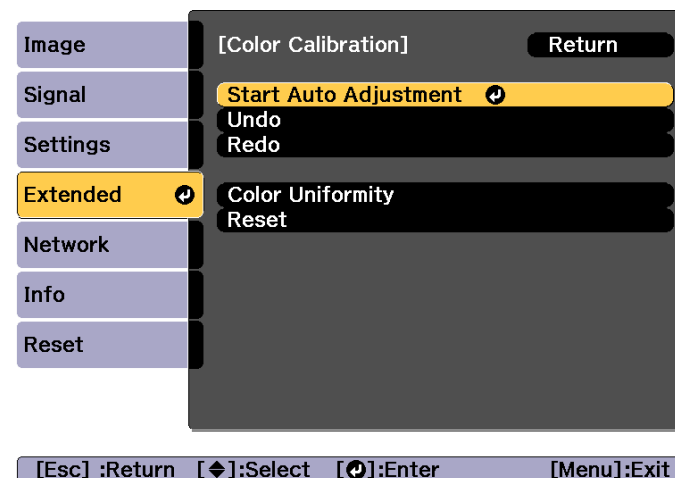 Image
Signal
Settings
Extended
Network
Info
Reset
[Color Calibration] Return
Start Auto Adjustment
Undo
Redo
Color Uniformity
Reset
[Esc] :Return [◆]:Select [↵]:Enter [Menu]:Exit